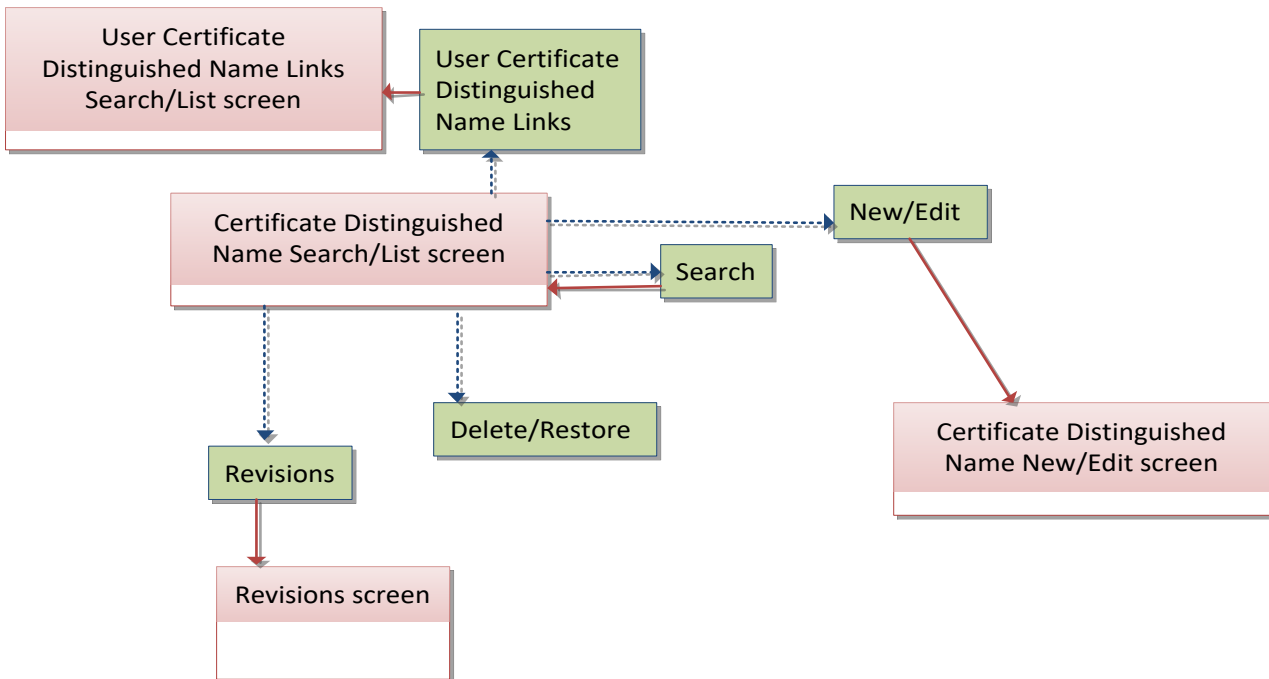 User Certificate
Distinguished Name Links
Search/List screen
User Certificate
Distinguished
Name Links
Certificate Distinguished
Name Search/List screen
New/Edit
Search
Delete/Restore
Revisions
Certificate Distinguished
Name New/Edit screen
Revisions screen